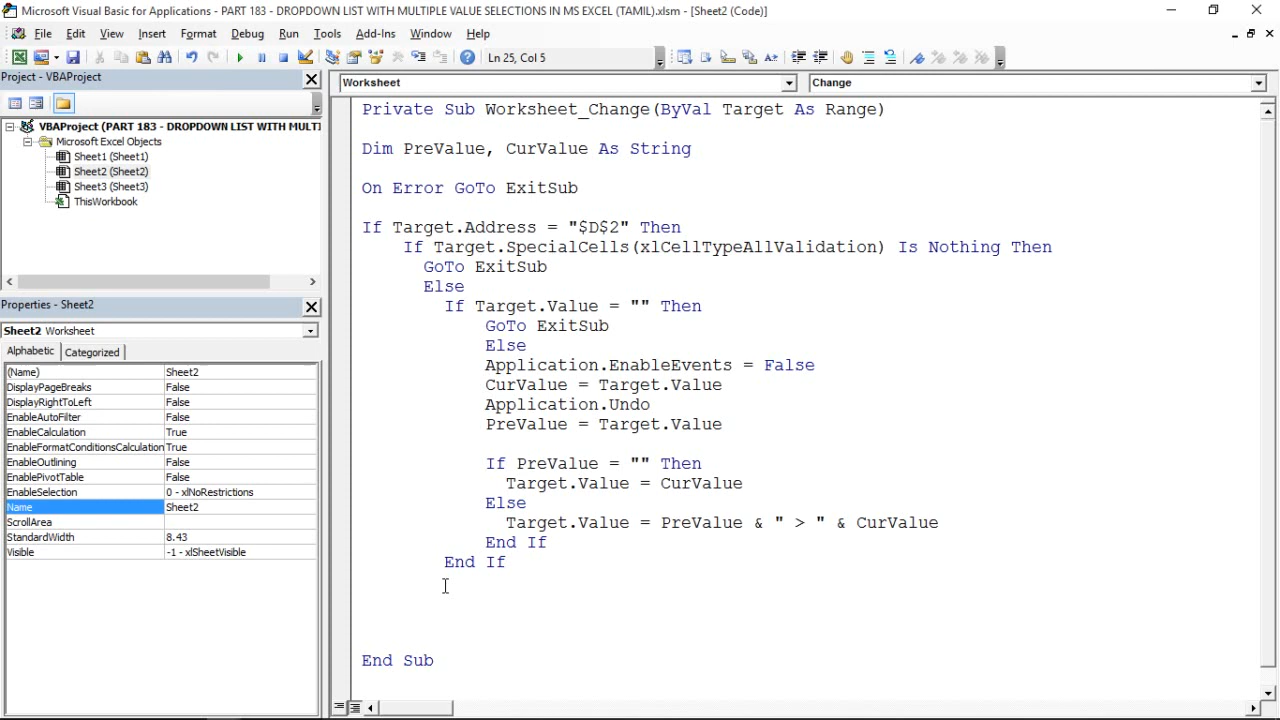 Microsoft Visual Basic for Applications - PART 183 - DROPDOWN LIST WITH MULTIPLE VALUE SELECTIONS IN MS EXCEL (TAMIL).xlsm - [Sheet2 (Code)]
File Edit View Insert Format Debug Run Tools Add-Ins Window Help
Ln 25, Col 5
Project - VBAProject
VBAProject (PART 183 - DROPDOWN LIST WITH MULTI
Microsoft Excel Objects
Sheet1 (Sheet1)
Sheet2 (Sheet2)
Sheet3 (Sheet3)
ThisWorkbook
Properties - Sheet2
Sheet2 Worksheet
Alphabetic Categorized
(Name) Sheet2
DisplayPageBreaks False
DisplayRightToLeft False
EnableAutoFilter False
EnableCalculation True
EnableFormatConditionsCalculation True
EnableOutlining False
EnablePivotTable False
EnableSelection 0 - xlNoRestrictions
Name Sheet2
ScrollArea
StandardWidth 8.43
Visible -1 - xlSheetVisible
Worksheet Change
Private Sub Worksheet_Change(ByVal Target As Range)
Dim PreValue, CurValue As String
On Error GoTo ExitSub
If Target.Address = "$D$2" Then
If Target.SpecialCells(xlCellTypeAllValidation) Is Nothing Then
GoTo ExitSub
Else
If Target.Value = "" Then
GoTo ExitSub
Else
Application.EnableEvents = False
CurValue = Target.Value
Application.Undo
PreValue = Target.Value
If PreValue = "" Then
Target.Value = CurValue
Else
Target.Value = PreValue & " > " & CurValue
End If
End If
End Sub